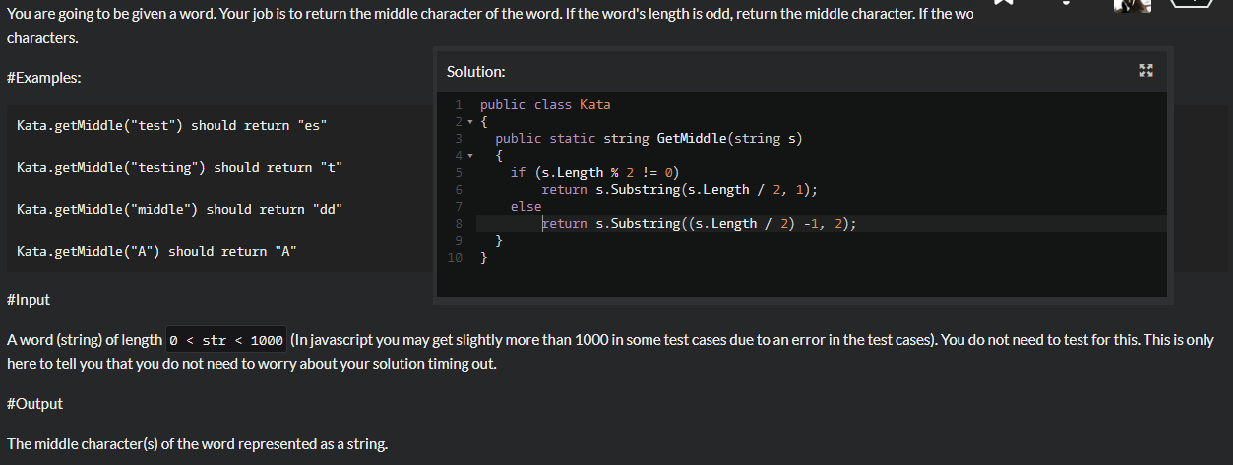 You are going to be given a word. Your job is to return the middle character of the word. If the word's length is odd, return the middle character. If the wo
characters.
#Examples:
Kata.getMiddle("test") should return "es"
Kata.getMiddle("testing") should return "t"
Kata.getMiddle("middle") should return "dd"
Kata.getMiddle("A") should return "A"
Solution:
1 public class Kata
2 {
3 public static string GetMiddle(string s)
4 {
5 if (s.Length % 2 != 0)
6 return s.Substring(s.Length / 2, 1);
7 else
8 return s.Substring((s.Length / 2) -1, 2);
9 }
10 }
#Input
A word (string) of length 0 < str < 1000 (In javascript you may get slightly more than 1000 in some test cases due to an error in the test cases). You do not need to test for this. This is only
here to tell you that you do not need to worry about your solution timing out.
#Output
The middle character(s) of the word represented as a string.